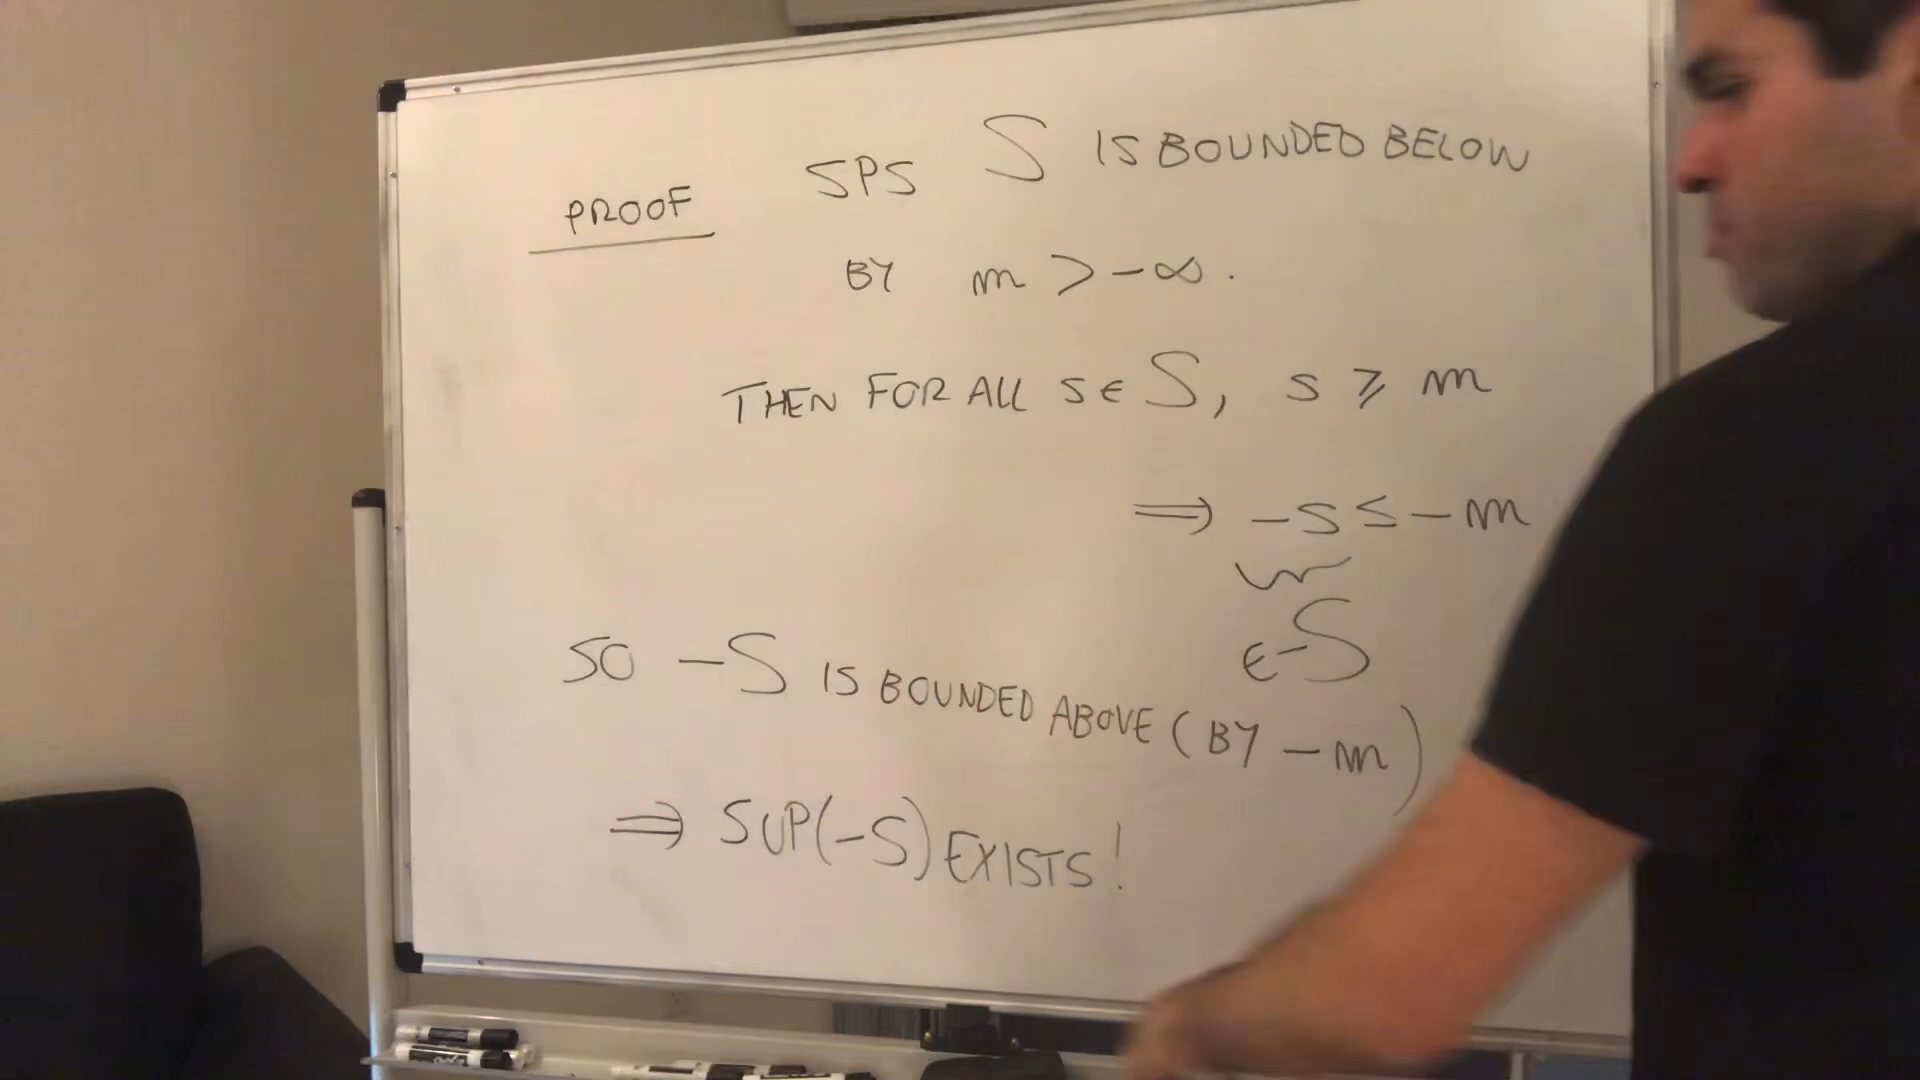 PROOF SPS S IS BOUNDED BELOW
BY m > -∞.
THEN FOR ALL s ∈ S, s ⩾ m
⟹ -s ≤ -m
∈ -S
SO -S IS BOUNDED ABOVE (BY -m)
⟹ SUP(-S) EXISTS!